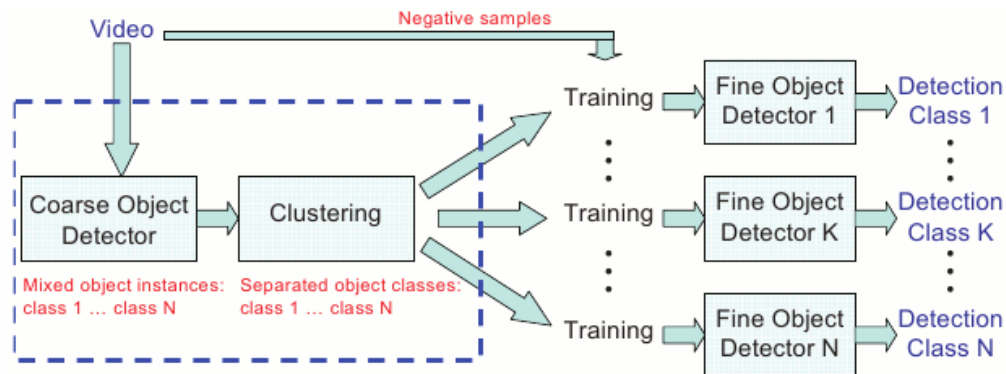 Negative samples
Video
Training
Fine Object
Detector 1
Detection
Class 1
Coarse Object
Detector
Clustering
Training
Fine Object
Detector K
Detection
Class K
Mixed object instances:
class 1 ... class N
Separated object classes:
class 1 ... class N
Training
Fine Object
Detector N
Detection
Class N